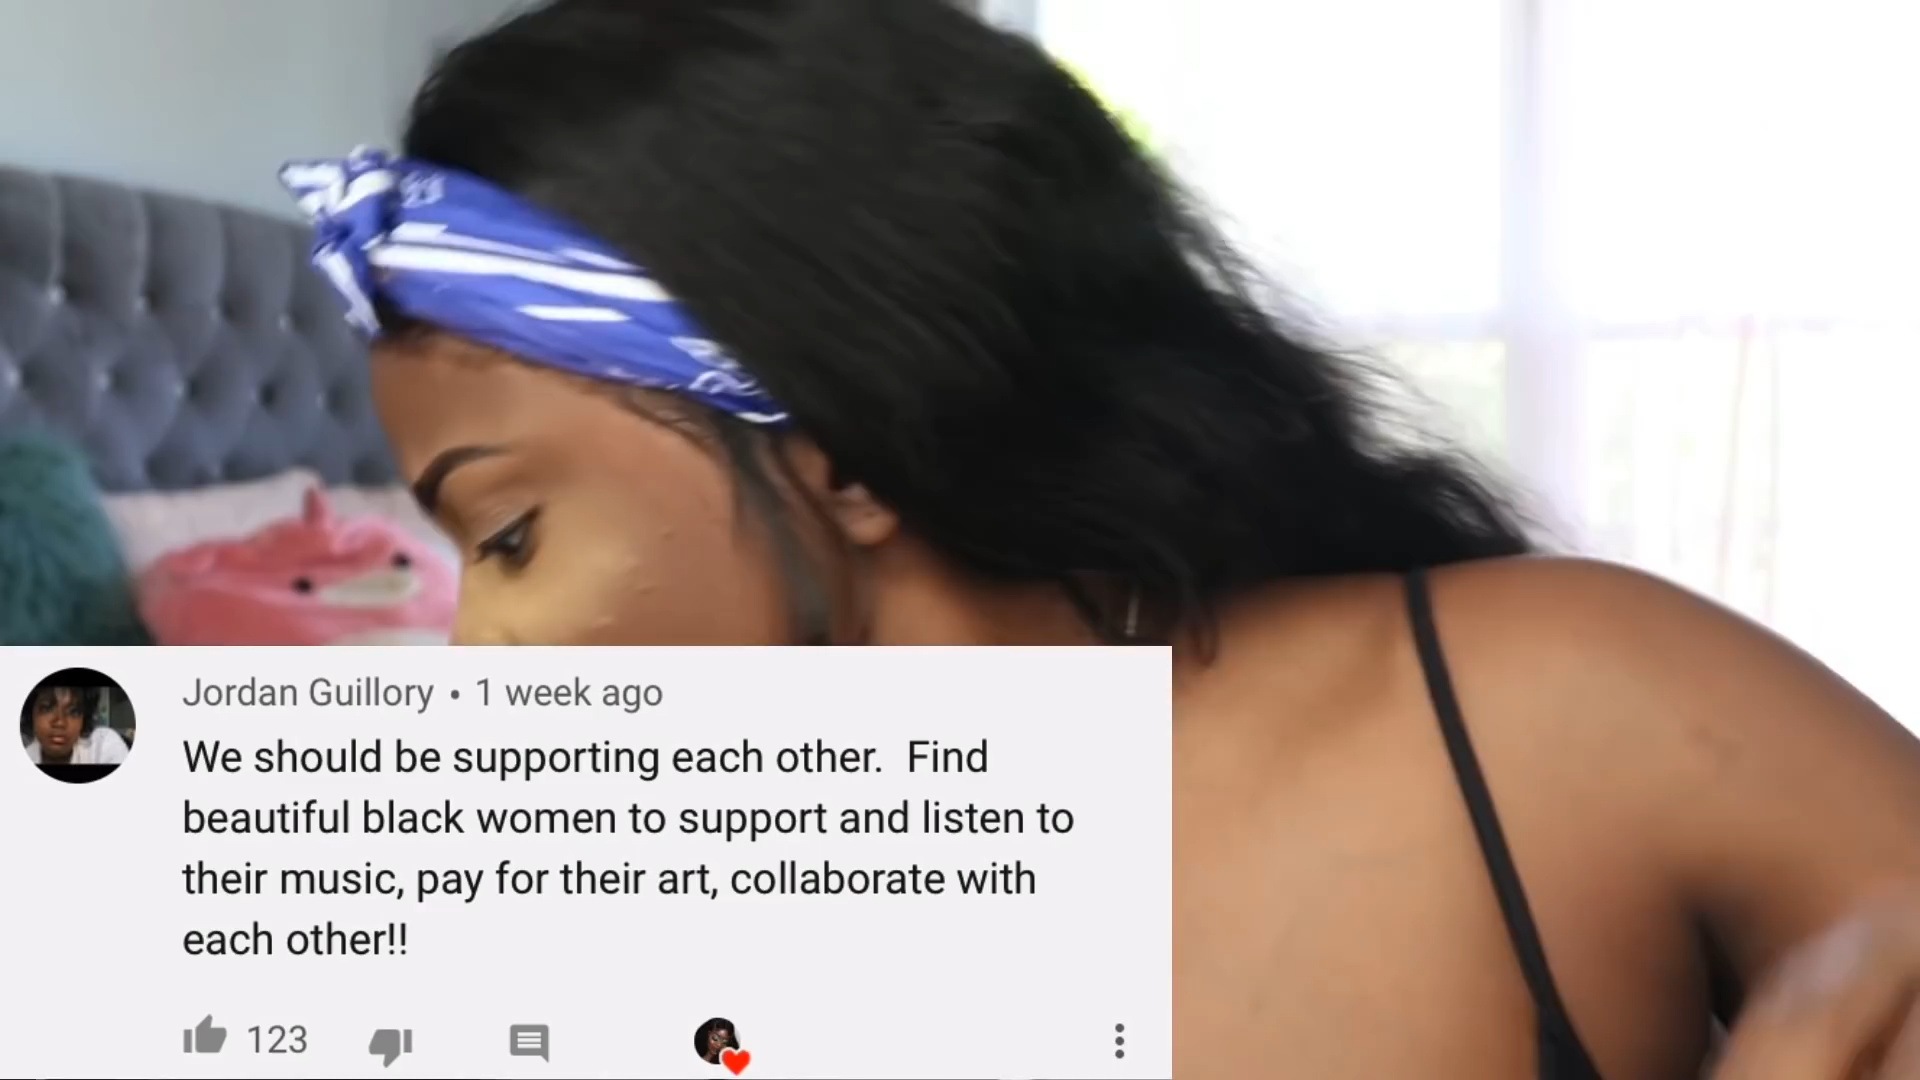 Jordan Guillory • 1 week ago
We should be supporting each other.  Find
beautiful black women to support and listen to
their music, pay for their art, collaborate with
each other!!
123